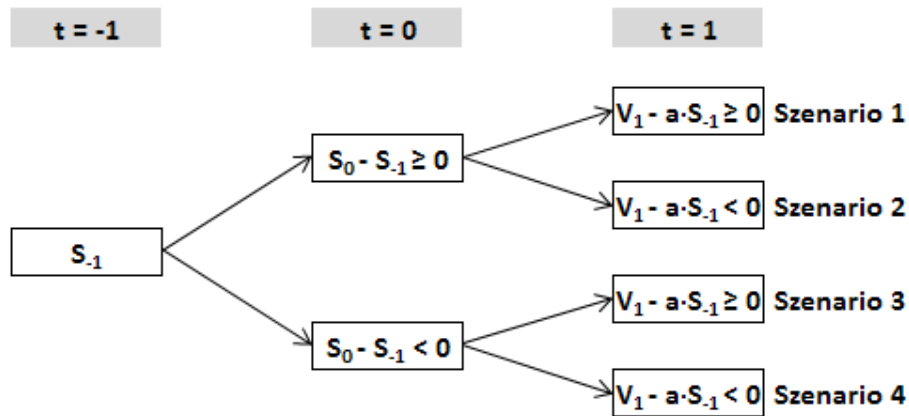 t = -1 t = 0 t = 1
V₁ - a·S₋₁ ≥ 0 Szenario 1
S₀ - S₋₁ ≥ 0
V₁ - a·S₋₁ < 0 Szenario 2
S₋₁
V₁ - a·S₋₁ ≥ 0 Szenario 3
S₀ - S₋₁ < 0
V₁ - a·S₋₁ < 0 Szenario 4